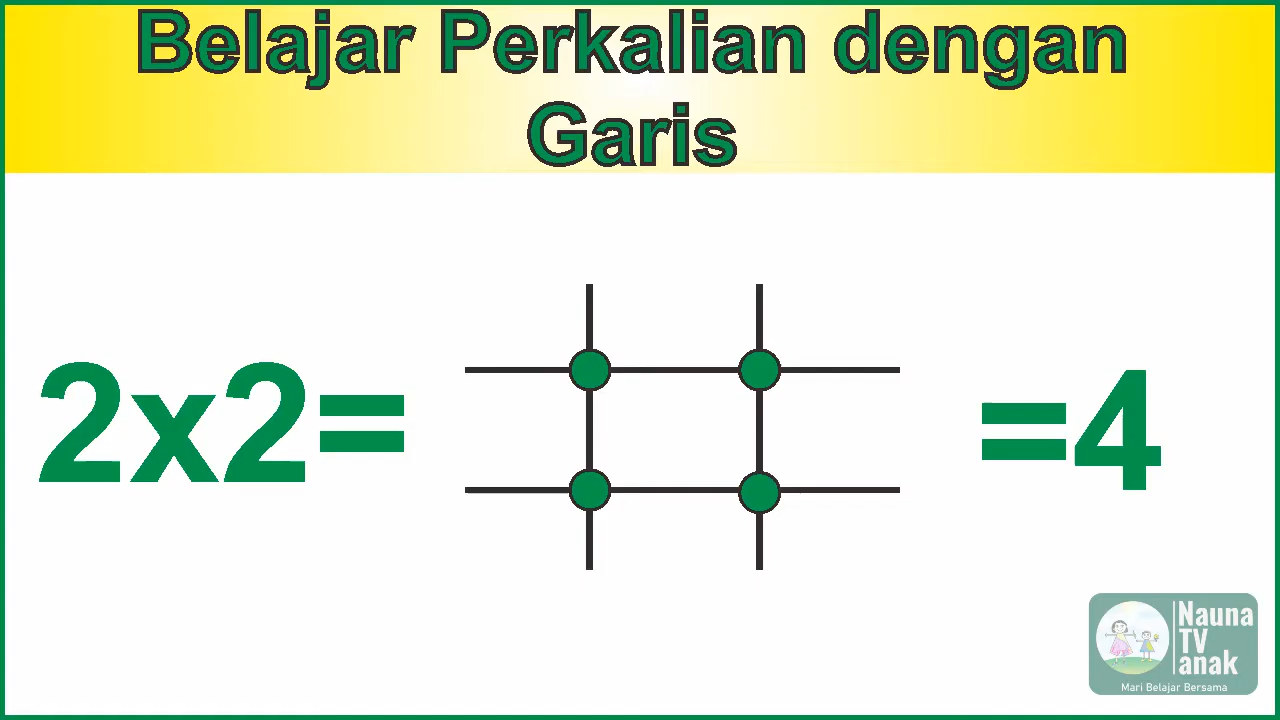 Belajar Perkalian dengan
Garis
2x2=
=4
Nauna
TV
anak
Mari Belajar Bersama